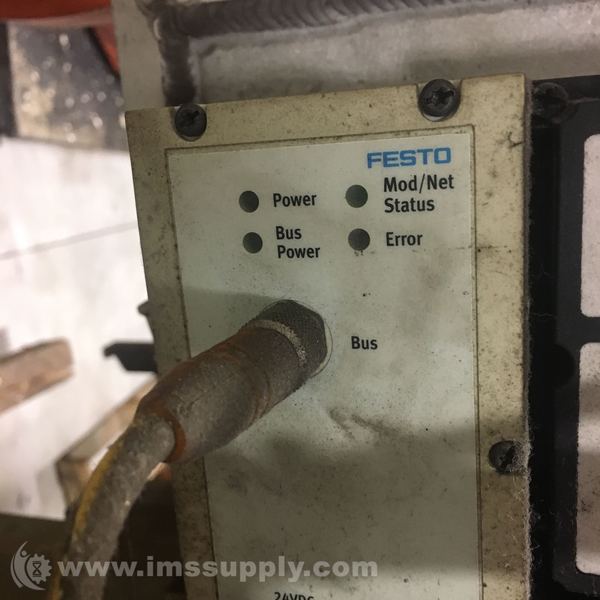 FESTO
Power
Mod/Net
Status
Bus
Power
Error
Bus
24VDC
www.imssupply.com